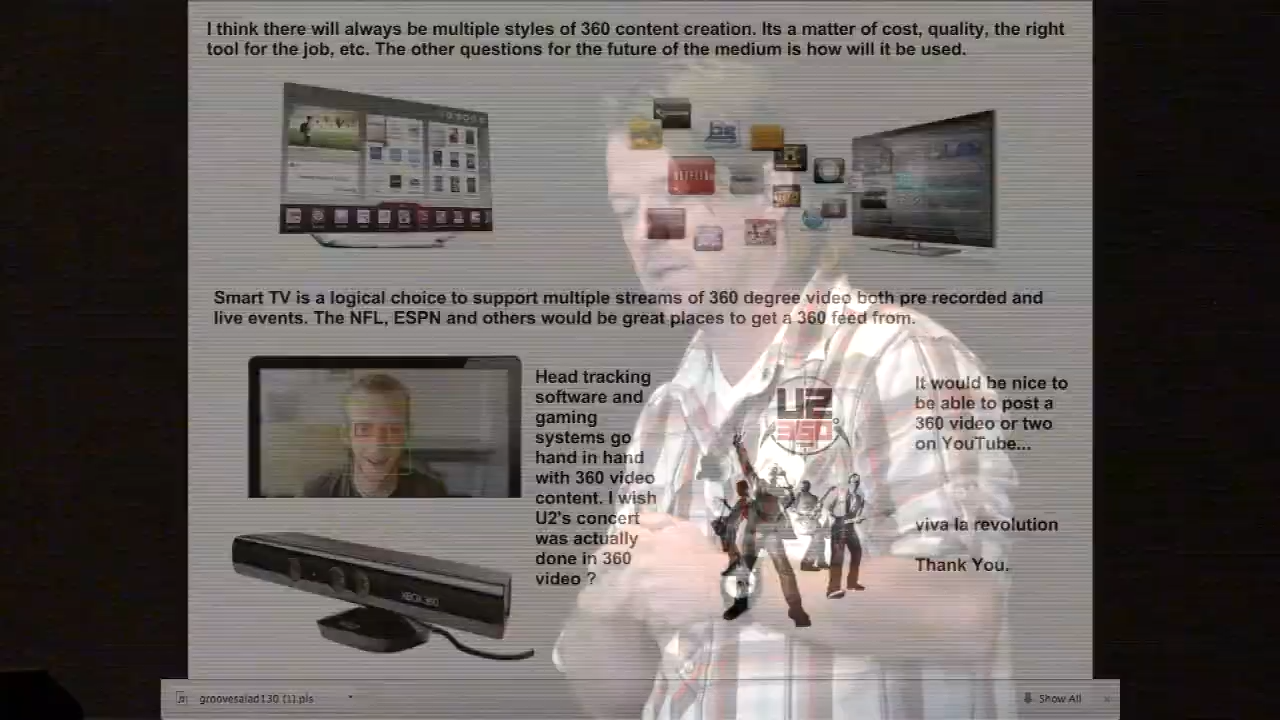 I think there will always be multiple styles of 360 content creation. Its a matter of cost, quality, the right
tool for the job, etc. The other questions for the future of the medium is how will it be used.
NETFLIX
Smart TV is a logical choice to support multiple streams of 360 degree video both pre recorded and
live events. The NFL, ESPN and others would be great places to get a 360 feed from.
Head tracking
software and
gaming
systems go
hand in hand
with 360 video
content. I wish
U2's concert
was actually
done in 360
video ?
U2
360°
It would be nice to
be able to post a
360 video or two
on YouTube...
viva la revolution
Thank You.
XBOX 360
groovesalad130 (1).pls
Show All